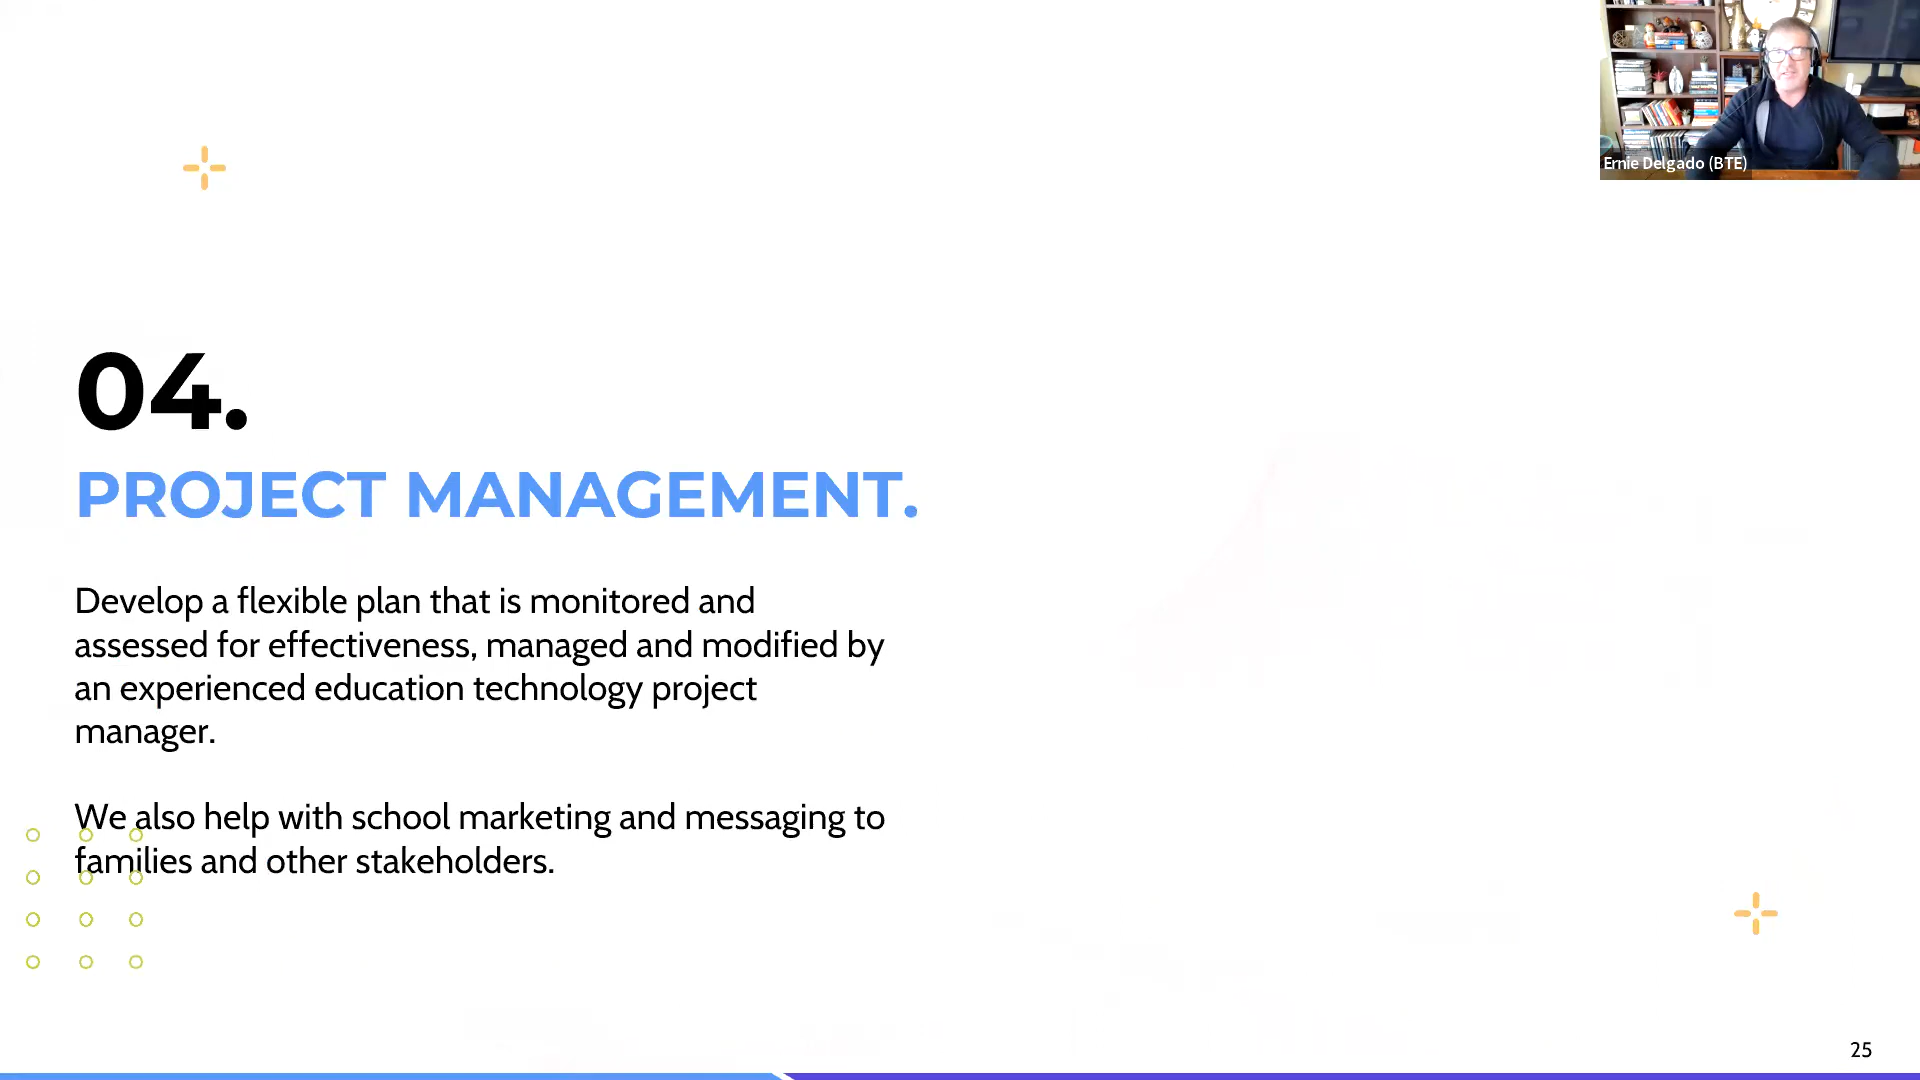 Ernie Delgado (BTE)
04.
PROJECT MANAGEMENT.
Develop a flexible plan that is monitored and
assessed for effectiveness, managed and modified by
an experienced education technology project
manager.
We also help with school marketing and messaging to
families and other stakeholders.
25